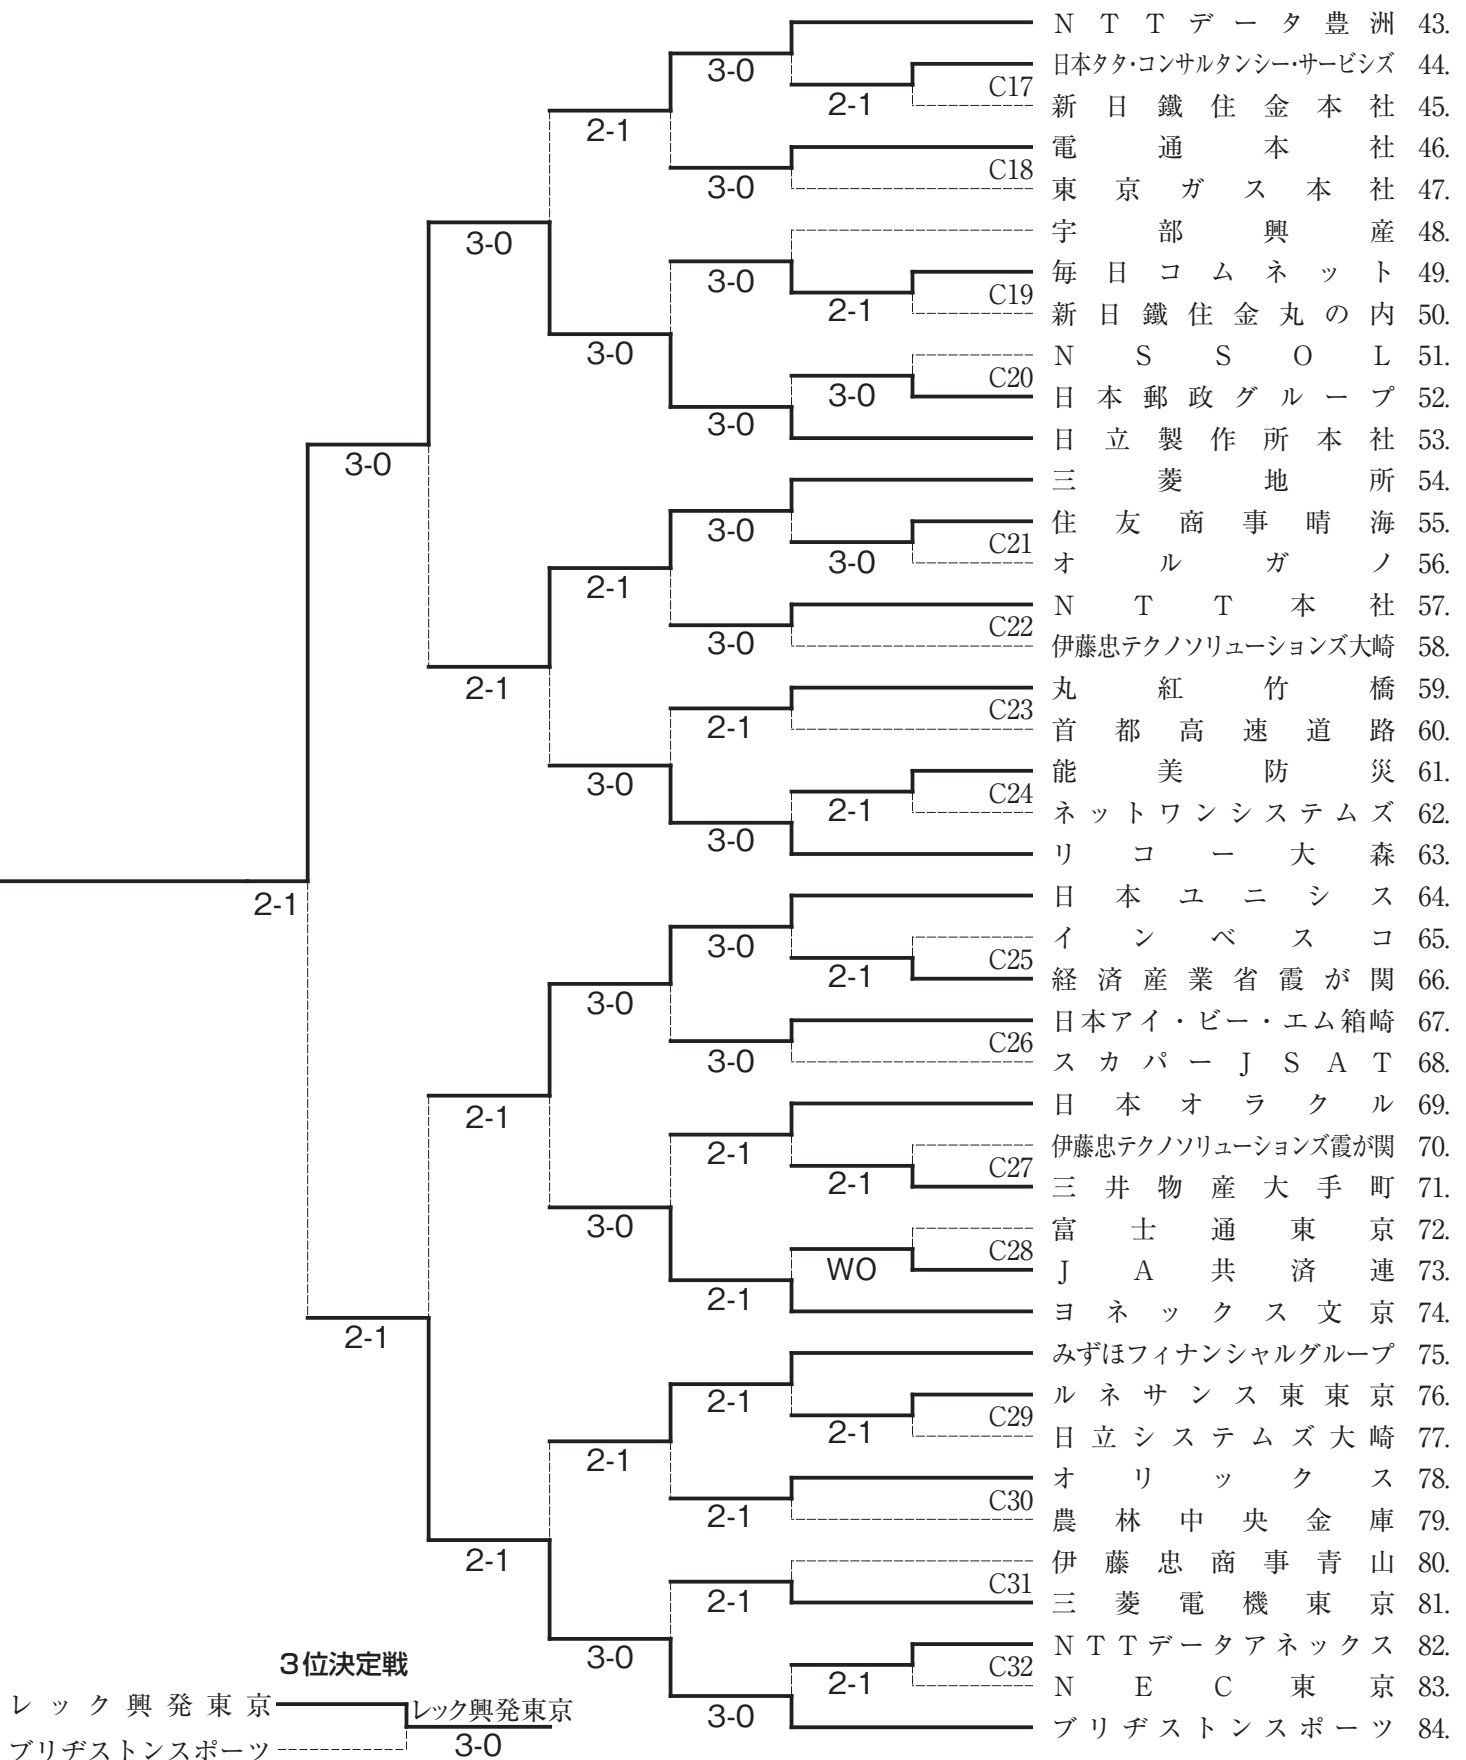 NTTデータ豊洲 43.
日本タタ・コンサルタンシー・サービシズ 44.
新日鐵住金本社 45.
電通本社 46.
東京ガス本社 47.
宇部興産 48.
毎日コムネット 49.
新日鐵住金丸の内 50.
NSSOL 51.
日本郵政グループ 52.
日立製作所本社 53.
三菱地所 54.
住友商事晴海 55.
オルガノ 56.
NTT本社 57.
伊藤忠テクノソリューションズ大崎 58.
丸紅竹橋 59.
首都高速道路 60.
能美防災 61.
ネットワンシステムズ 62.
リコー大森 63.
日本ユニシス 64.
インベスコ 65.
経済産業省霞が関 66.
日本アイ・ビー・エム箱崎 67.
スカパーJSAT 68.
日本オラクル 69.
伊藤忠テクノソリューションズ霞が関 70.
三井物産大手町 71.
富士通東京 72.
JA共済連 73.
ヨネックス文京 74.
みずほフィナンシャルグループ 75.
ルネサンス東東京 76.
日立システムズ大崎 77.
オリックス 78.
農林中央金庫 79.
伊藤忠商事青山 80.
三菱電機東京 81.
NTTデータアネックス 82.
NEC東京 83.
ブリヂストンスポーツ 84.
C17
C18
C19
C20
C21
C22
C23
C24
C25
C26
C27
C28
C29
C30
C31
C32
2-1
2-1
3-0
3-0
2-1
2-1
2-1
WO
2-1
2-1
3-0
3-0
3-0
3-0
3-0
3-0
2-1
3-0
3-0
3-0
2-1
2-1
2-1
2-1
2-1
3-0
2-1
3-0
2-1
3-0
3-0
3-0
2-1
3-0
3-0
2-1
2-1
2-1
3-0
2-1
2-1
3位決定戦
レック興発東京
レック興発東京
ブリヂストンスポーツ
3-0